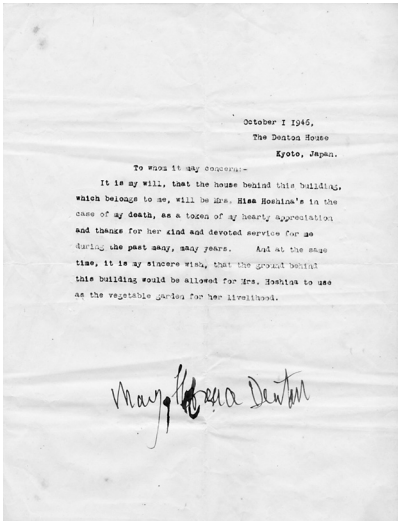 October I 1946,
The Denton House
Kyoto, Japan.
To whom it may concern:-
It is my will, that the house behind this building,
which belongs to me, will be Mrs. Hisa Hoshina's in the
case of my death, as a token of my hearty appreciation
and thanks for her kind and devoted service for me
during the past many, many years. And at the same
time, it is my sincere wish, that the ground behind
this building would be allowed for Mrs. Hoshina to use
as the vegetable garden for her livelihood.
Mary Denton